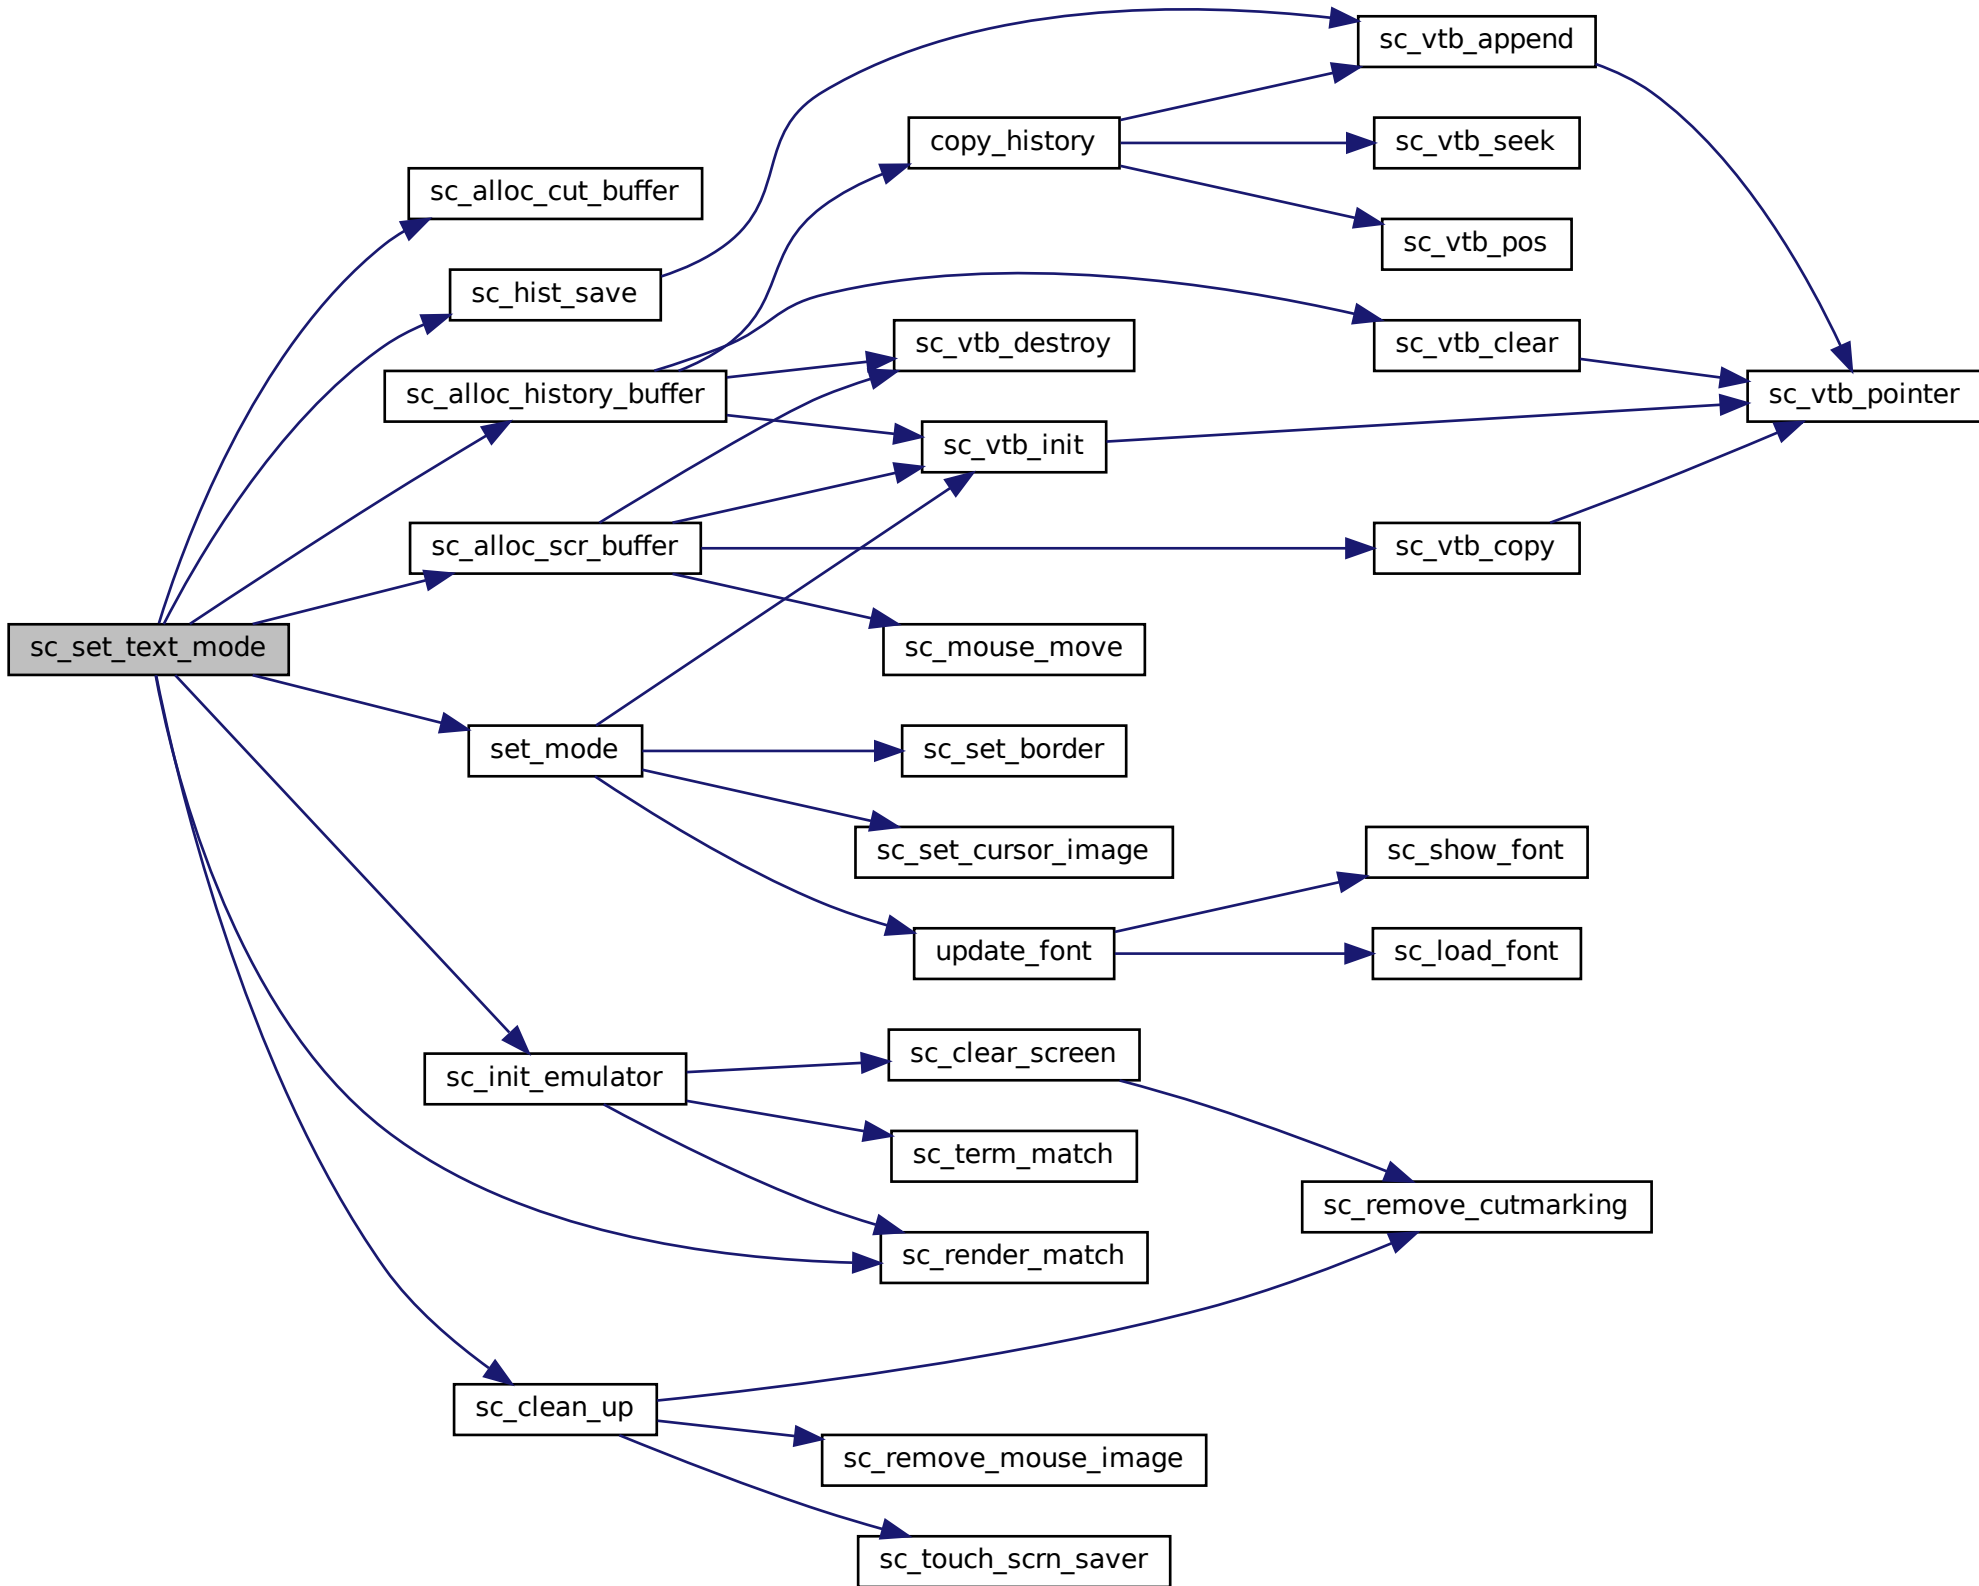 sc_vtb_append
copy_history
sc_vtb_seek
sc_alloc_cut_buffer
sc_vtb_pos
sc_hist_save
sc_vtb_destroy
sc_vtb_clear
sc_alloc_history_buffer
sc_vtb_pointer
sc_vtb_init
sc_alloc_scr_buffer
sc_vtb_copy
sc_set_text_mode
sc_mouse_move
set_mode
sc_set_border
sc_set_cursor_image
sc_show_font
update_font
sc_load_font
sc_clear_screen
sc_init_emulator
sc_term_match
sc_remove_cutmarking
sc_render_match
sc_clean_up
sc_remove_mouse_image
sc_touch_scrn_saver